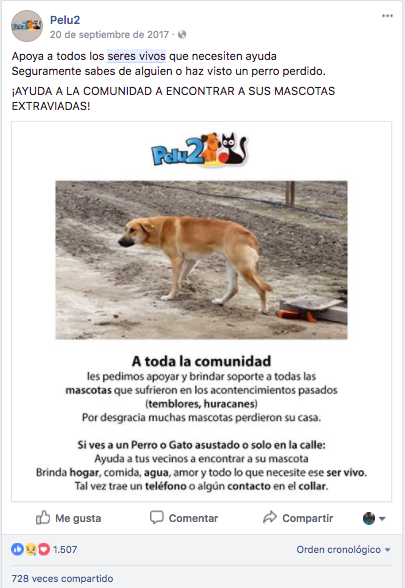 Pelu2
20 de septiembre de 2017 ·
Apoya a todos los seres vivos que necesiten ayuda
Seguramente sabes de alguien o haz visto un perro perdido.
¡AYUDA A LA COMUNIDAD A ENCONTRAR A SUS MASCOTAS
EXTRAVIADAS!
Pelu2
A toda la comunidad
les pedimos apoyar y brindar soporte a todas las
mascotas que sufrieron en los acontencimientos pasados
(temblores, huracanes)
Por desgracia muchas mascotas perdieron su casa.
Si ves a un Perro o Gato asustado o solo en la calle:
Ayuda a tus vecinos a encontrar a su mascota
Brinda hogar, comida, agua, amor y todo lo que necesite ese ser vivo.
Tal vez trae un teléfono o algún contacto en el collar.
Me gusta Comentar Compartir
1.507 Orden cronológico
728 veces compartido